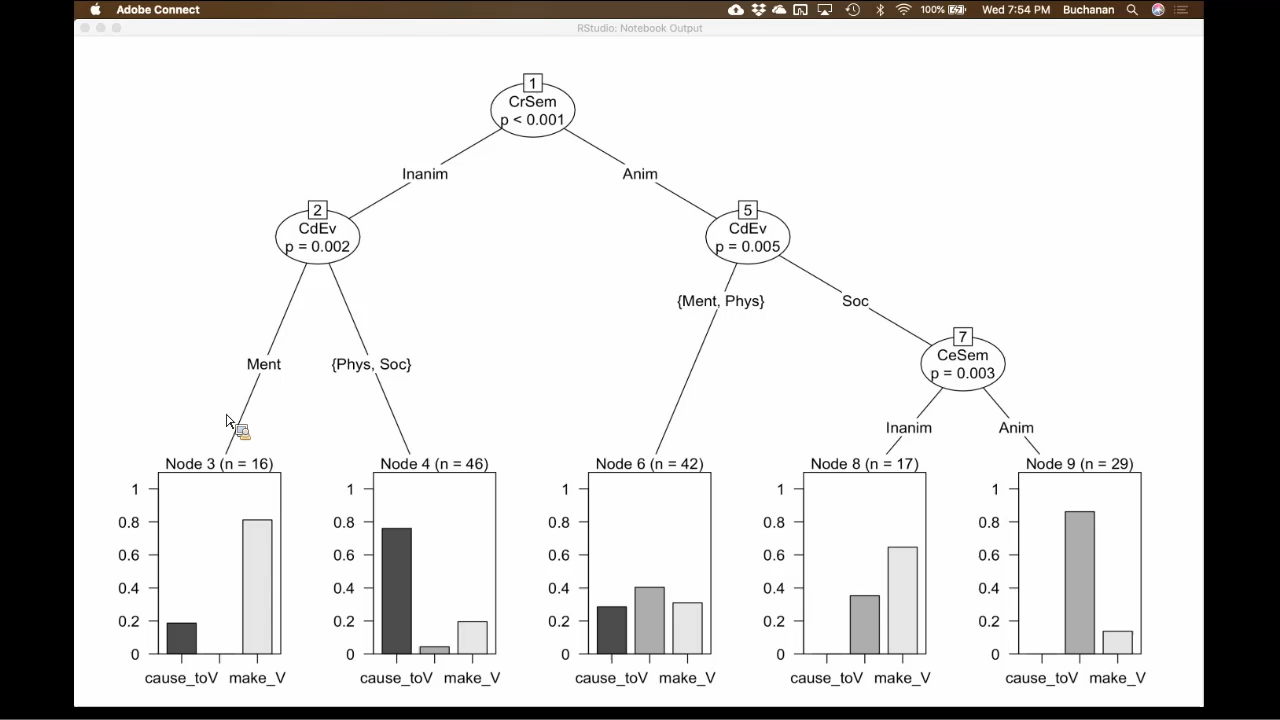 Adobe Connect
100%
Wed 7:54 PM
Buchanan
RStudio: Notebook Output
1
CrSem
p < 0.001
Inanim
Anim
2
CdEv
p = 0.002
5
CdEv
p = 0.005
{Ment, Phys}
Soc
7
CeSem
p = 0.003
Ment
{Phys, Soc}
Inanim
Anim
Node 3 (n = 16)
1
0.8
0.6
0.4
0.2
0
cause_toV
make_V
Node 4 (n = 46)
1
0.8
0.6
0.4
0.2
0
cause_toV
make_V
Node 6 (n = 42)
1
0.8
0.6
0.4
0.2
0
cause_toV
make_V
Node 8 (n = 17)
1
0.8
0.6
0.4
0.2
0
cause_toV
make_V
Node 9 (n = 29)
1
0.8
0.6
0.4
0.2
0
cause_toV
make_V